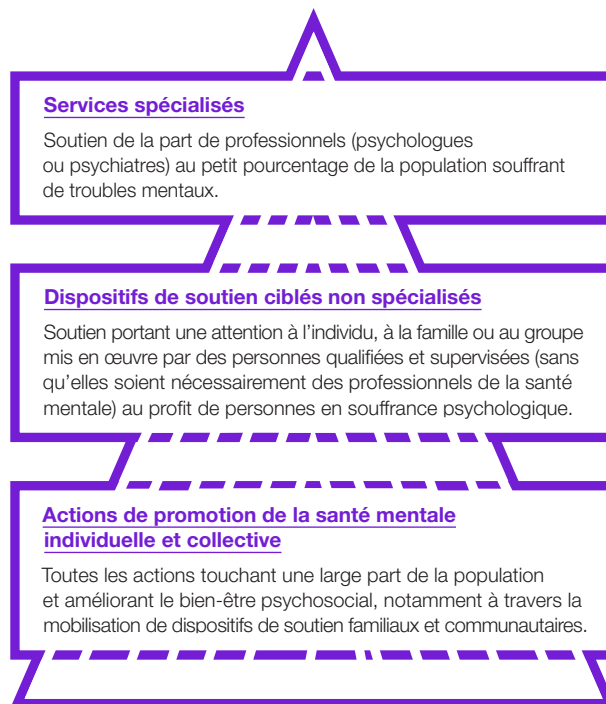 Services spécialisés
Soutien de la part de professionnels (psychologues
ou psychiatres) au petit pourcentage de la population souffrant
de troubles mentaux.
Dispositifs de soutien ciblés non spécialisés
Soutien portant une attention à l’individu, à la famille ou au groupe
mis en œuvre par des personnes qualifiées et supervisées (sans
qu’elles soient nécessairement des professionnels de la santé
mentale) au profit de personnes en souffrance psychologique.
Actions de promotion de la santé mentale
individuelle et collective
Toutes les actions touchant une large part de la population
et améliorant le bien-être psychosocial, notamment à travers la
mobilisation de dispositifs de soutien familiaux et communautaires.